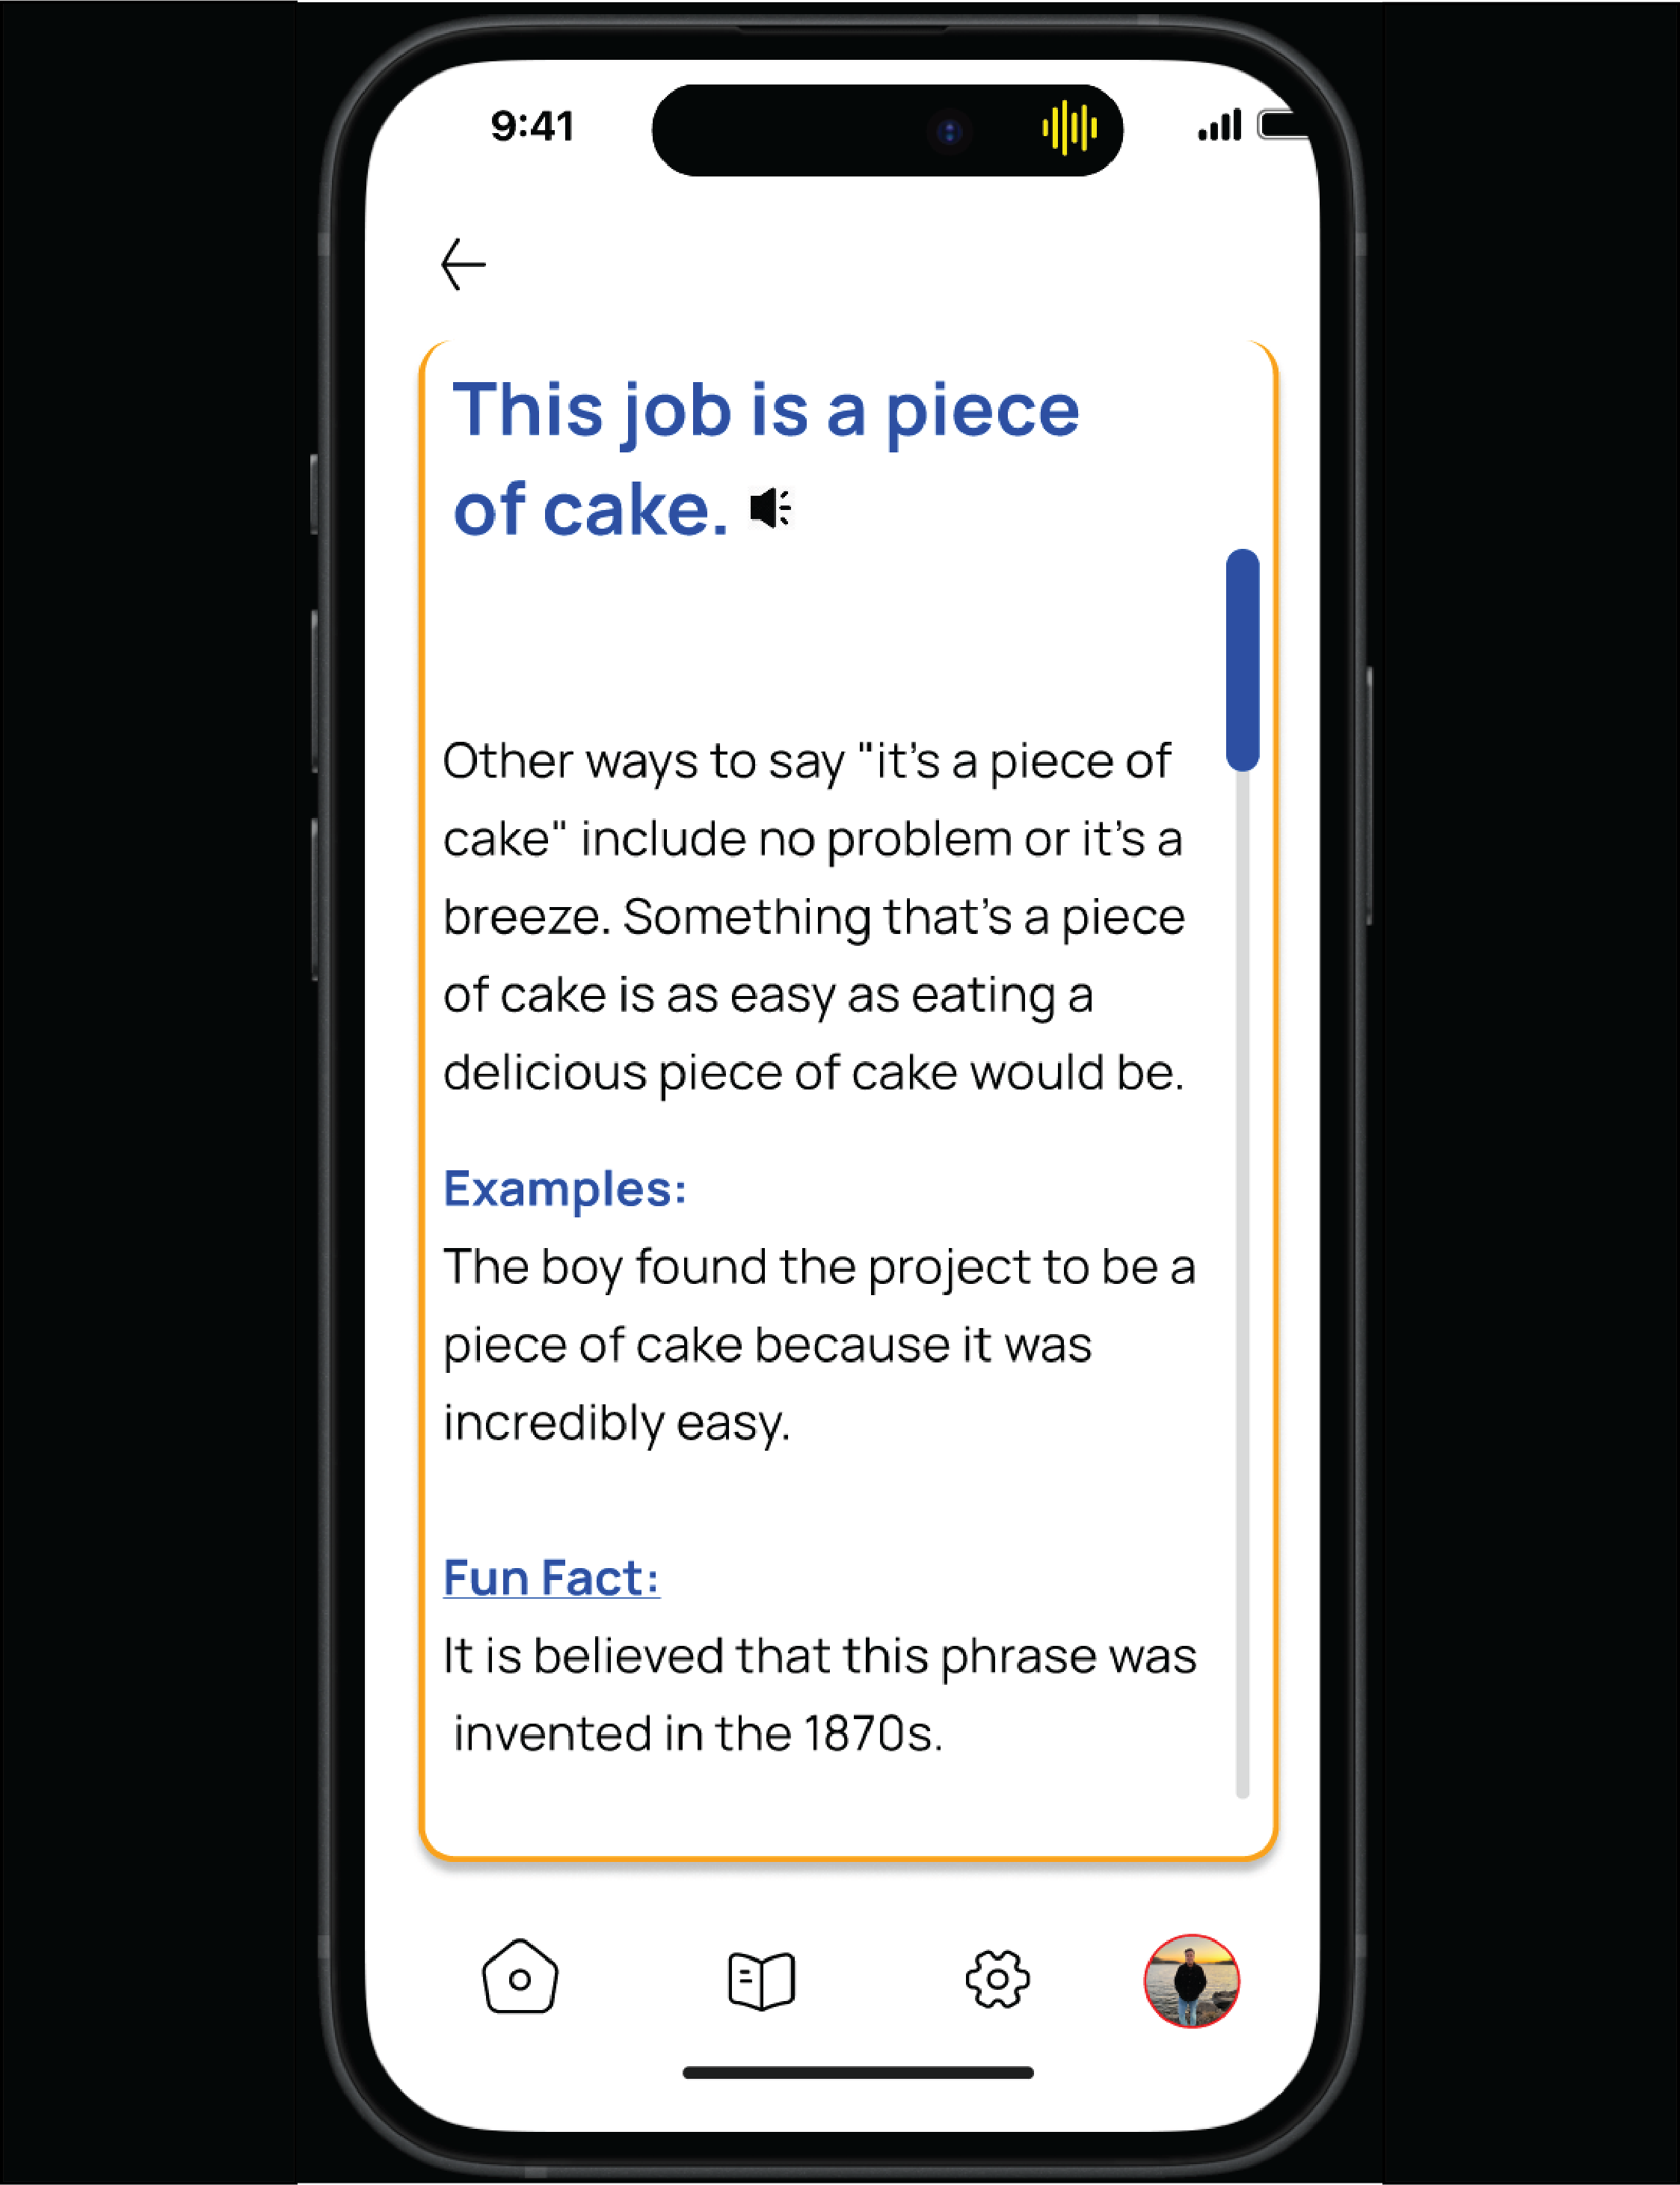 9:41
This job is a piece
of cake.
Other ways to say "it’s a piece of
cake" include no problem or it’s a
breeze. Something that’s a piece
of cake is as easy as eating a
delicious piece of cake would be.
Examples:
The boy found the project to be a
piece of cake because it was
incredibly easy.
Fun Fact:
It is believed that this phrase was
invented in the 1870s.